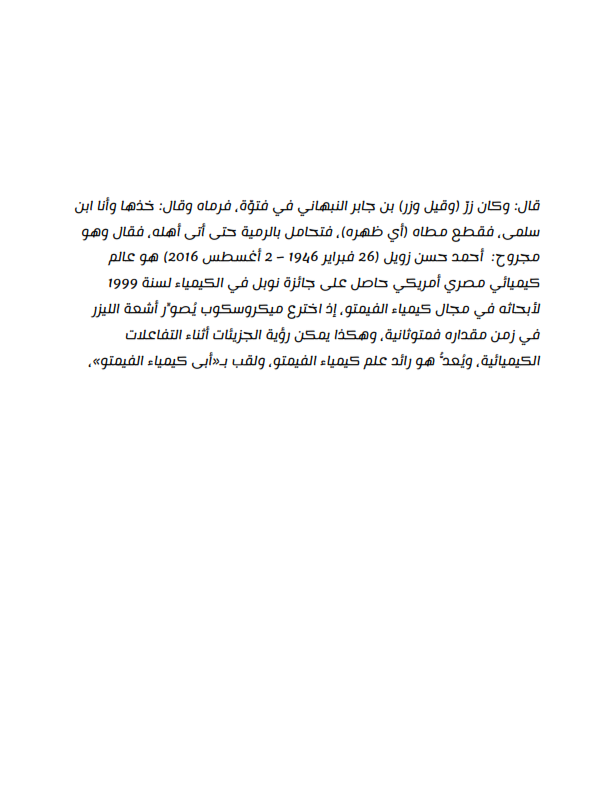 قال: وكان زرّ (وقيل وزر) بن جابر النبهاني في فتوّة، فرماه وقال: خذها وأنا ابن
سلمى، فقطع مطاه (أي ظهره)، فتحامل بالرمية حتى أتى أهله، فقال وهو
مجروح: أحمد حسن زويل (26 فبراير 1946 – 2 أغسطس 2016) هو عالم
كيميائي مصري أمريكي حاصل على جائزة نوبل في الكيمياء لسنة 1999
لأبحاثه في مجال كيمياء الفيمتو، إذ اخترع ميكروسكوب يُصوِّر أشعة الليزر
في زمن مقداره فمتوثانية، وهكذا يمكن رؤية الجزيئات أثناء التفاعلات
الكيميائية، ويُعدُّ هو رائد علم كيمياء الفيمتو، ولقب بـ«أبى كيمياء الفيمتو»،